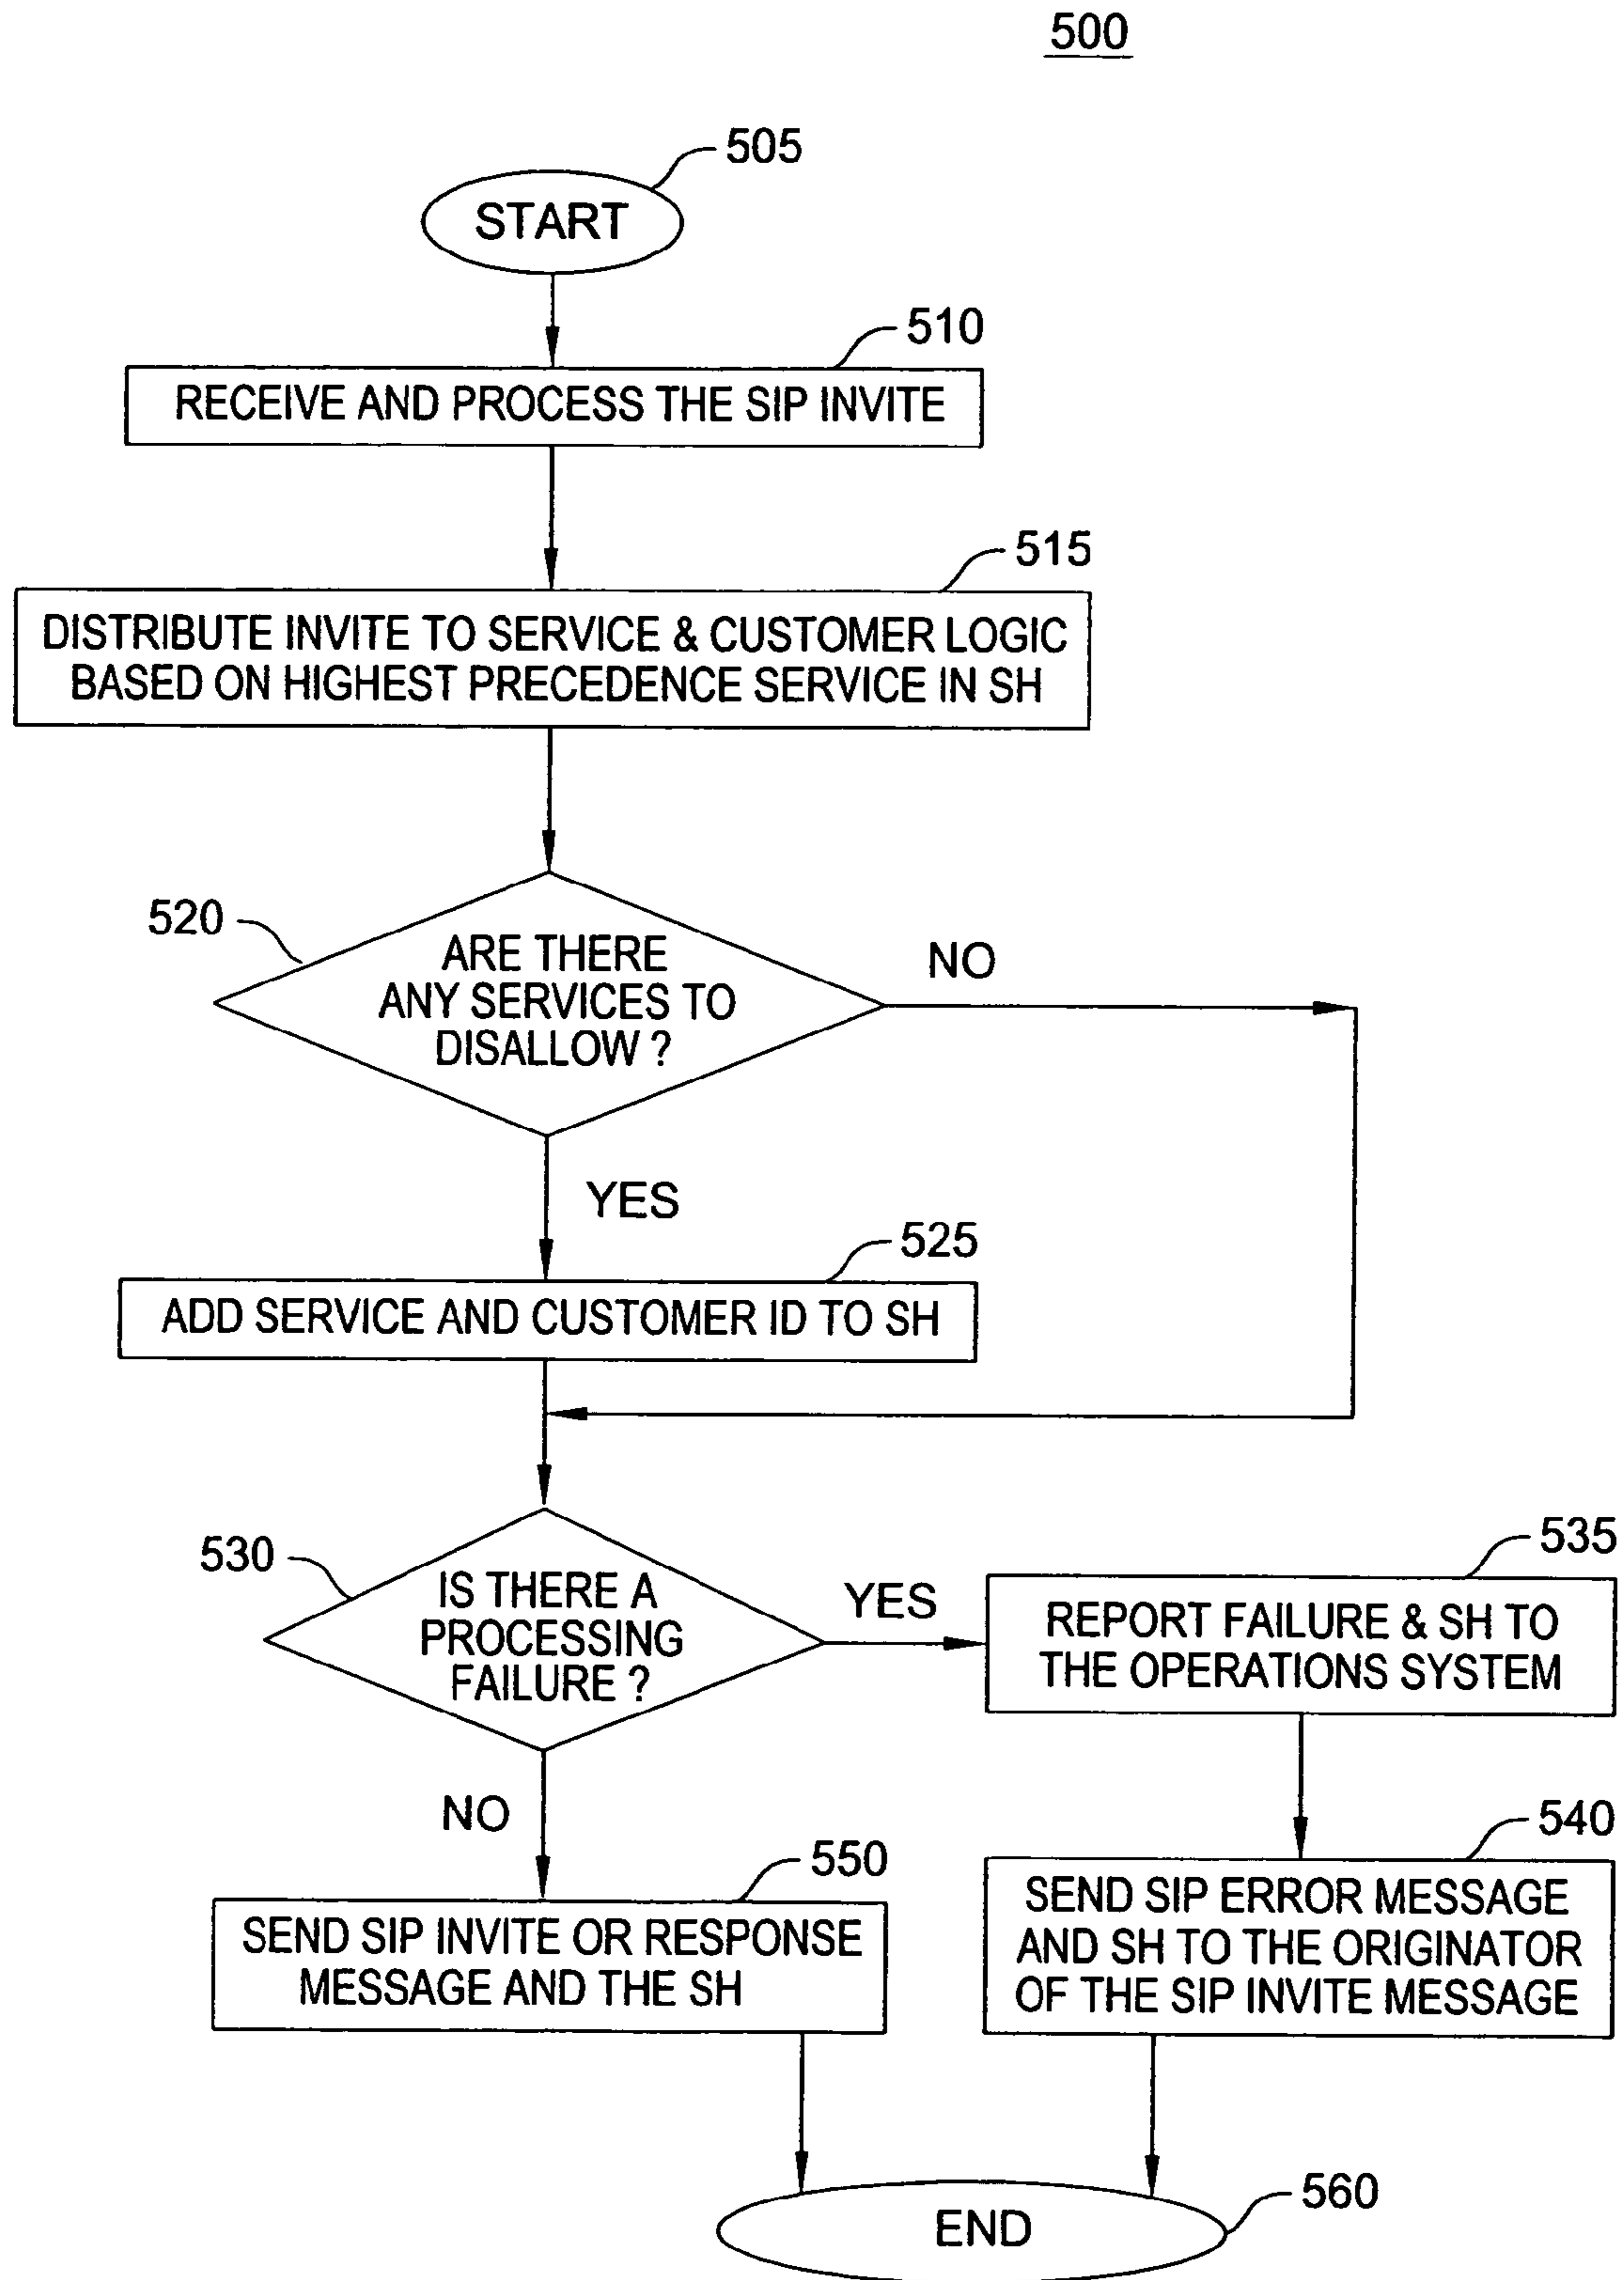 500
505
START
510
RECEIVE AND PROCESS THE SIP INVITE
515
DISTRIBUTE INVITE TO SERVICE & CUSTOMER LOGIC
BASED ON HIGHEST PRECEDENCE SERVICE IN SH
520
ARE THERE
ANY SERVICES TO
DISALLOW ?
NO
YES
525
ADD SERVICE AND CUSTOMER ID TO SH
530
IS THERE A
PROCESSING
FAILURE ?
YES
535
REPORT FAILURE & SH TO
THE OPERATIONS SYSTEM
NO
550
SEND SIP INVITE OR RESPONSE
MESSAGE AND THE SH
540
SEND SIP ERROR MESSAGE
AND SH TO THE ORIGINATOR
OF THE SIP INVITE MESSAGE
END
560